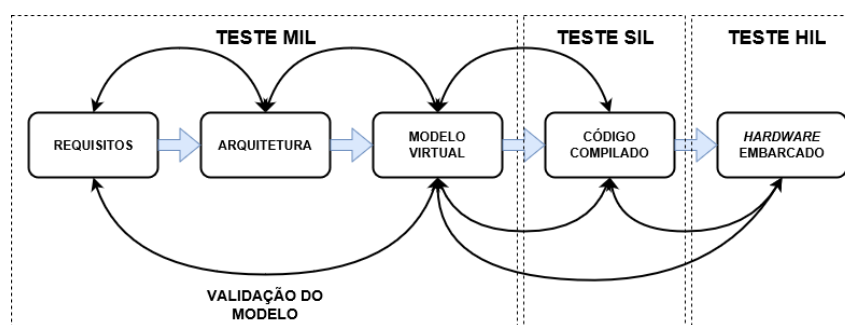 TESTE MIL
TESTE SIL
TESTE HIL
REQUISITOS
ARQUITETURA
MODELO
VIRTUAL
CÓDIGO
COMPILADO
HARDWARE
EMBARCADO
VALIDAÇÃO DO
MODELO